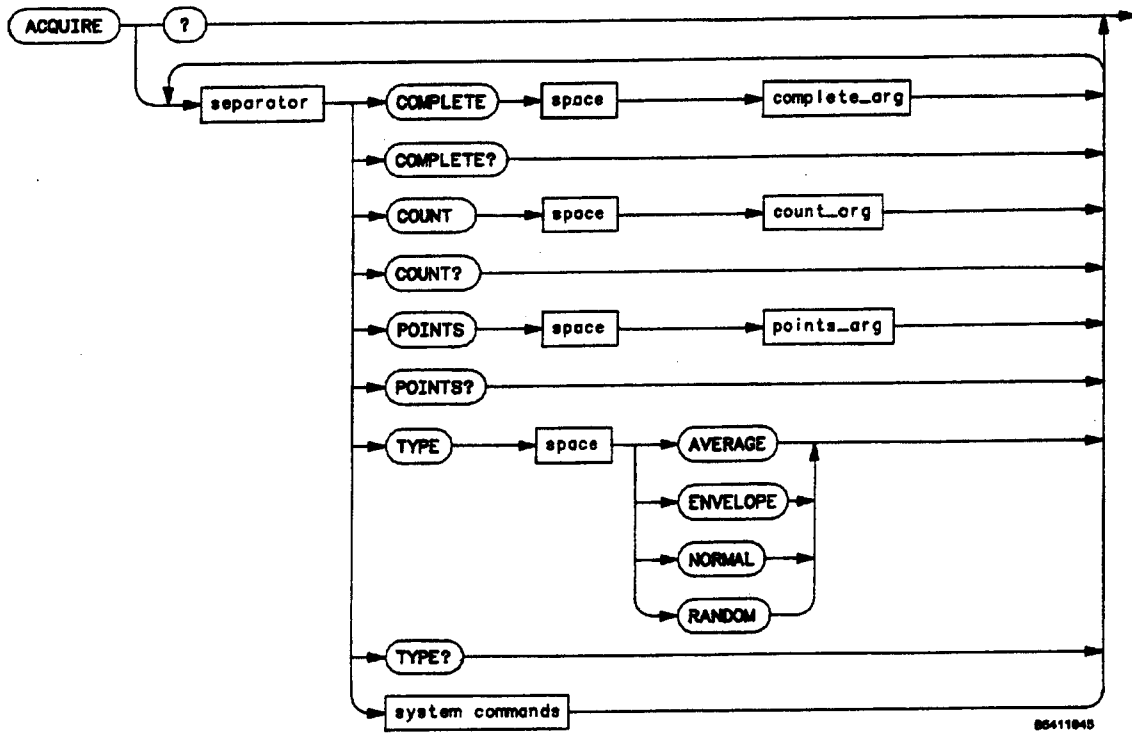 ACQUIRE ?
separator COMPLETE space complete_arg
COMPLETE?
COUNT space count_arg
COUNT?
POINTS space points_arg
POINTS?
TYPE space AVERAGE
ENVELOPE
NORMAL
RANDOM
TYPE?
system commands